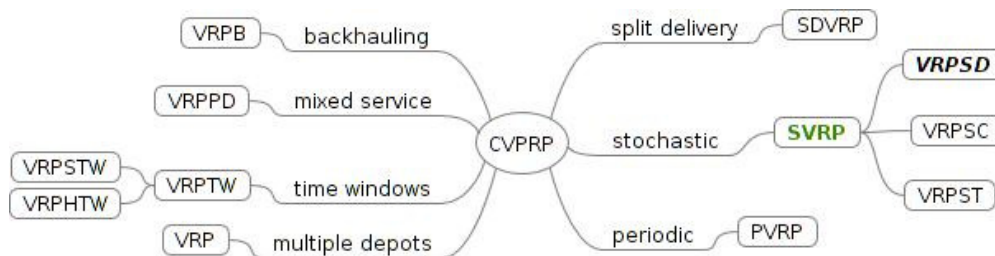 VRPB
backhauling
split delivery
SDVRP
VRPPD
mixed service
VRPSD
CVPRP
stochastic
SVRP
VRPSC
VRPSTW
VRPHTW
VRPTW
time windows
VRPST
VRP
multiple depots
periodic
PVRP